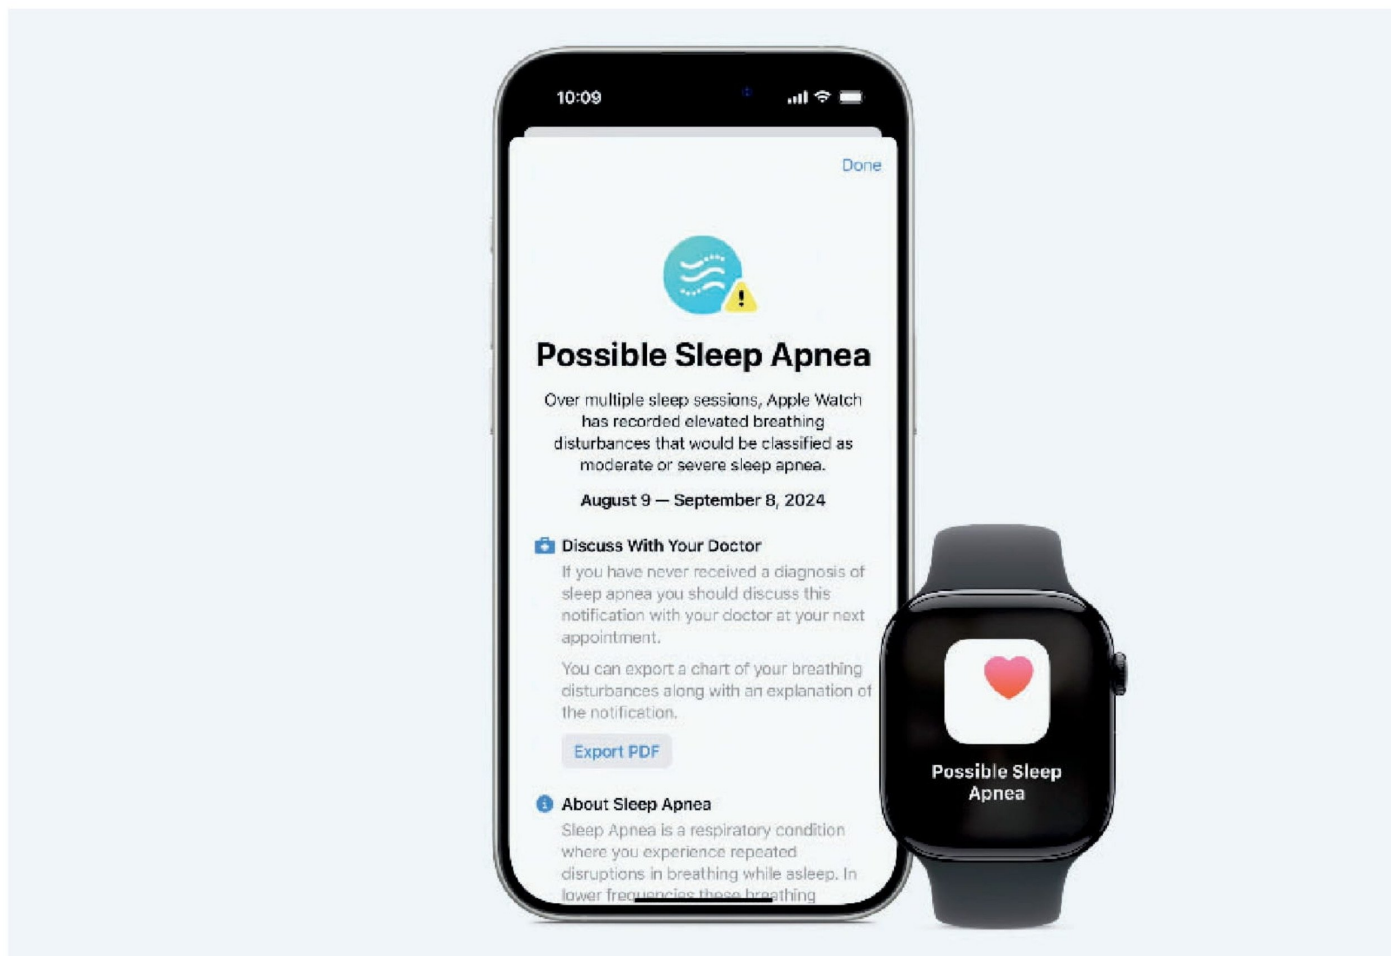 10:09
Done
Possible Sleep Apnea
Over multiple sleep sessions, Apple Watch
has recorded elevated breathing
disturbances that would be classified as
moderate or severe sleep apnea.
August 9 — September 8, 2024
Discuss With Your Doctor
If you have never received a diagnosis of
sleep apnea you should discuss this
notification with your doctor at your next
appointment.
You can export a chart of your breathing
disturbances along with an explanation of
the notification.
Export PDF
About Sleep Apnea
Sleep Apnea is a respiratory condition
where you experience repeated
disruptions in breathing while asleep. In
lower frequencies these breathing
Possible Sleep
Apnea